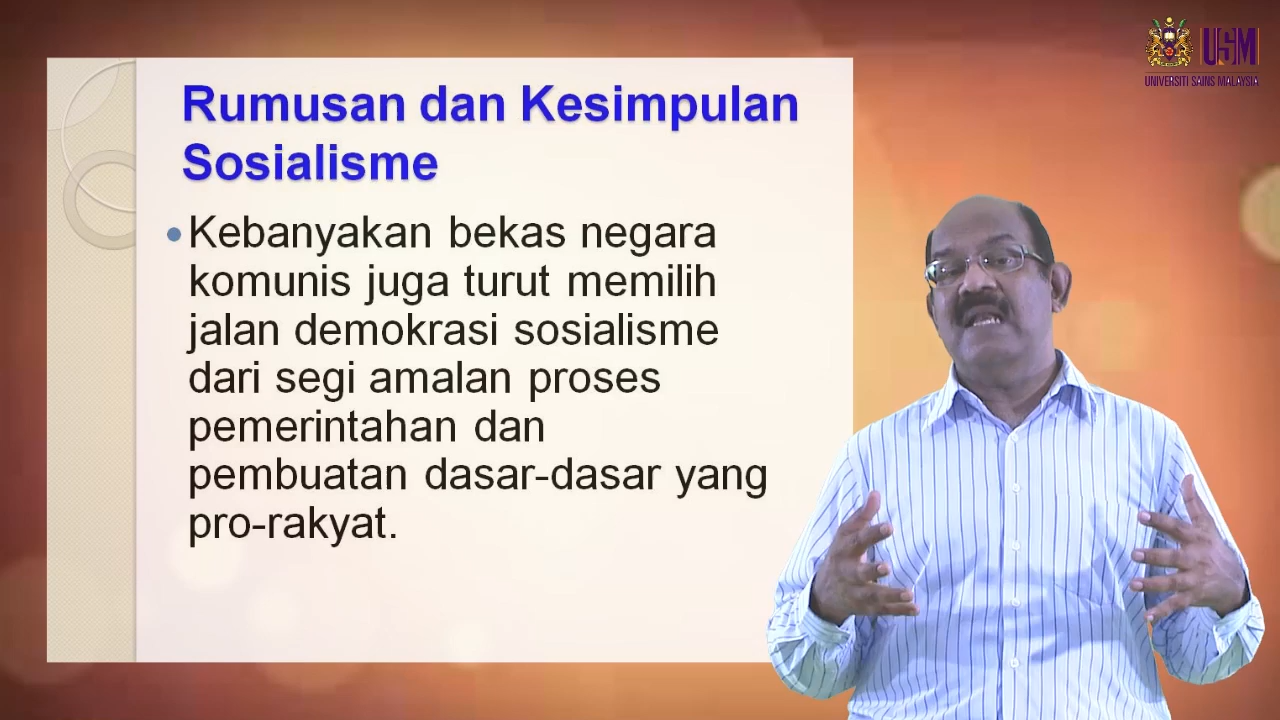 USM
UNIVERSITI SAINS MALAYSIA
Rumusan dan Kesimpulan
Sosialisme
Kebanyakan bekas negara
komunis juga turut memilih
jalan demokrasi sosialisme
dari segi amalan proses
pemerintahan dan
pembuatan dasar-dasar yang
pro-rakyat.